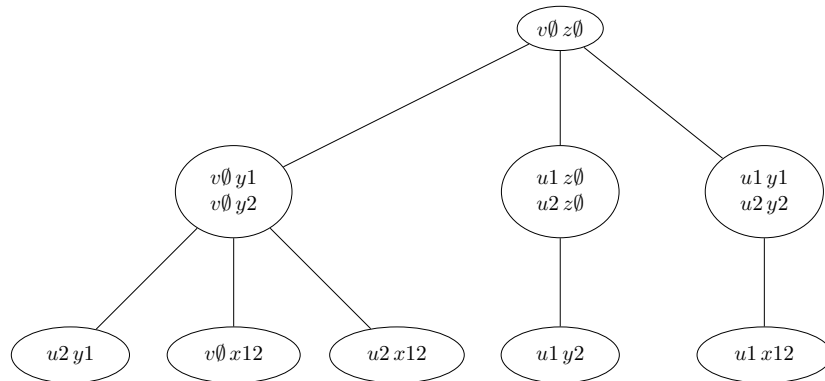 v∅ z∅
v∅ y1
v∅ y2
u1 z∅
u2 z∅
u1 y1
u2 y2
u2 y1
v∅ x12
u2 x12
u1 y2
u1 x12